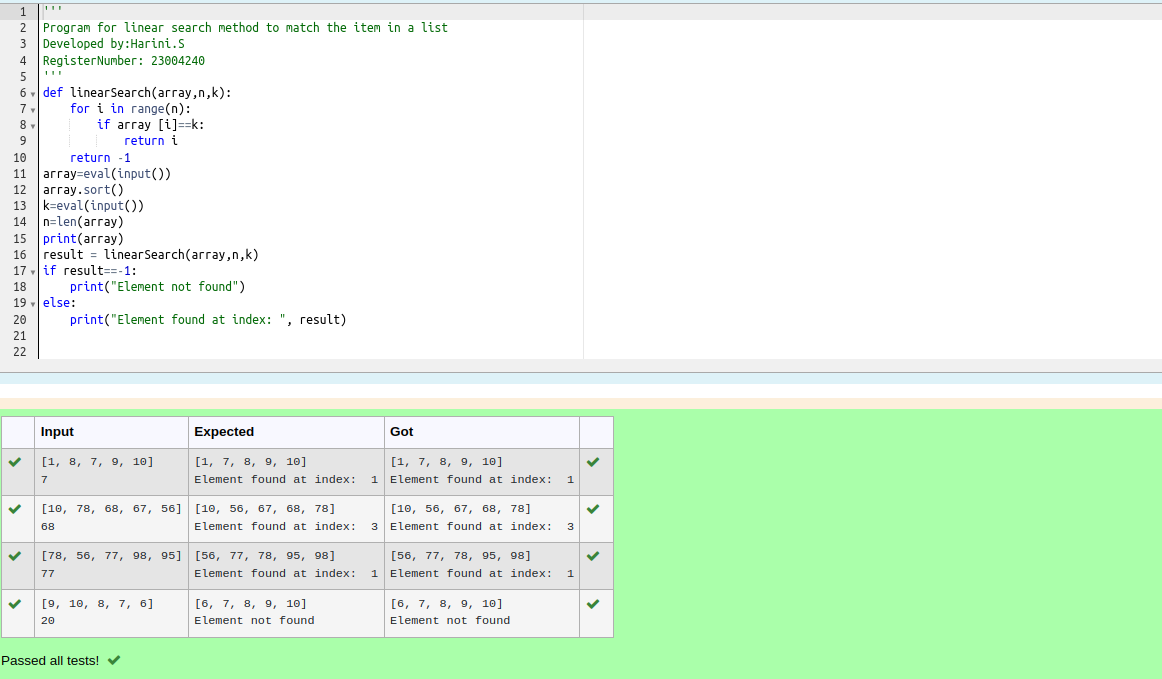 1 '''
2 Program for linear search method to match the item in a list
3 Developed by:Harini.S
4 RegisterNumber: 23004240
5 '''
6 def linearSearch(array,n,k):
7     for i in range(n):
8         if array [i]==k:
9             return i
10     return -1
11 array=eval(input())
12 array.sort()
13 k=eval(input())
14 n=len(array)
15 print(array)
16 result = linearSearch(array,n,k)
17 if result==-1:
18     print("Element not found")
19 else:
20     print("Element found at index: ", result)
21
22
Input Expected Got
[1, 8, 7, 9, 10] [1, 7, 8, 9, 10] [1, 7, 8, 9, 10]
7 Element found at index:  1 Element found at index:  1
[10, 78, 68, 67, 56] [10, 56, 67, 68, 78] [10, 56, 67, 68, 78]
68 Element found at index:  3 Element found at index:  3
[78, 56, 77, 98, 95] [56, 77, 78, 95, 98] [56, 77, 78, 95, 98]
77 Element found at index:  1 Element found at index:  1
[9, 10, 8, 7, 6] [6, 7, 8, 9, 10] [6, 7, 8, 9, 10]
20 Element not found Element not found
Passed all tests!